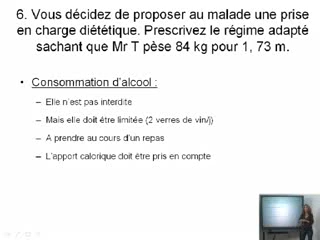 6. Vous décidez de proposer au malade une prise
en charge diététique. Prescrivez le régime adapté
sachant que Mr T pèse 84 kg pour 1, 73 m.
• Consommation d'alcool :
– Elle n'est pas interdite
– Mais elle doit être limitée (2 verres de vin/j)
– A prendre au cours d'un repas
– L'apport calorique doit être pris en compte